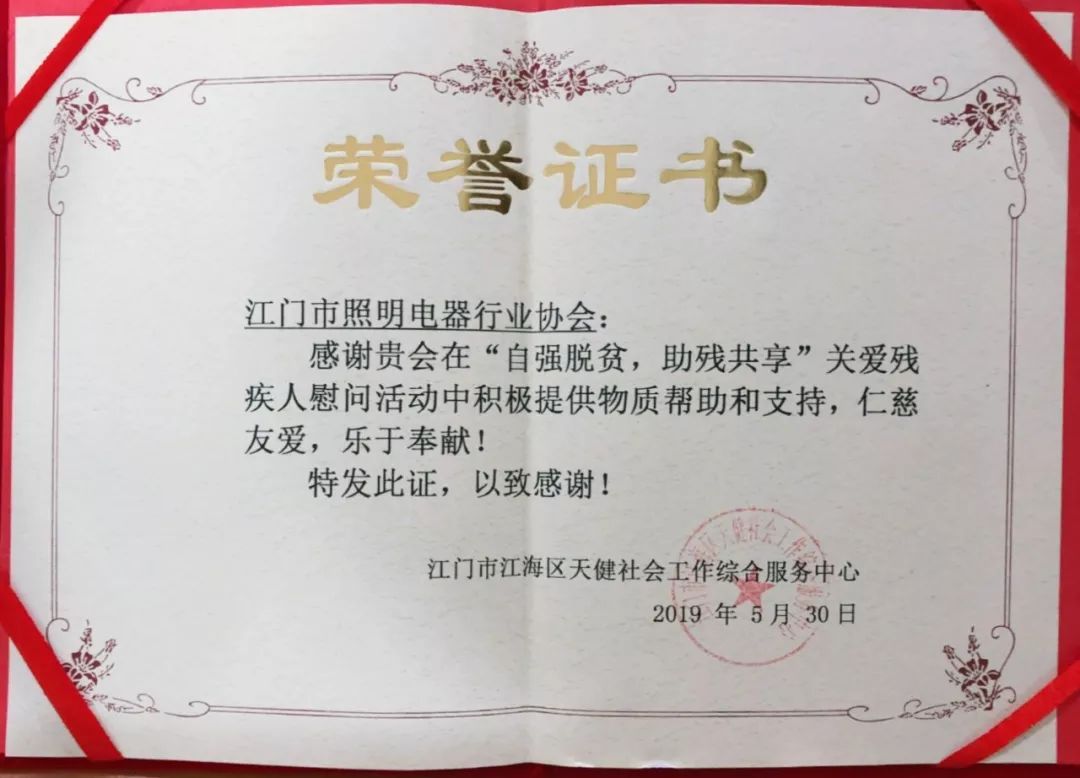 荣誉证书
江门市照明电器行业协会：
感谢贵会在“自强脱贫，助残共享”关爱残
疾人慰问活动中积极提供物质帮助和支持，仁慈
友爱，乐于奉献！
特发此证，以致感谢！
江门市江海区天健社会工作综合服务中心
2019 年 5 月 30 日